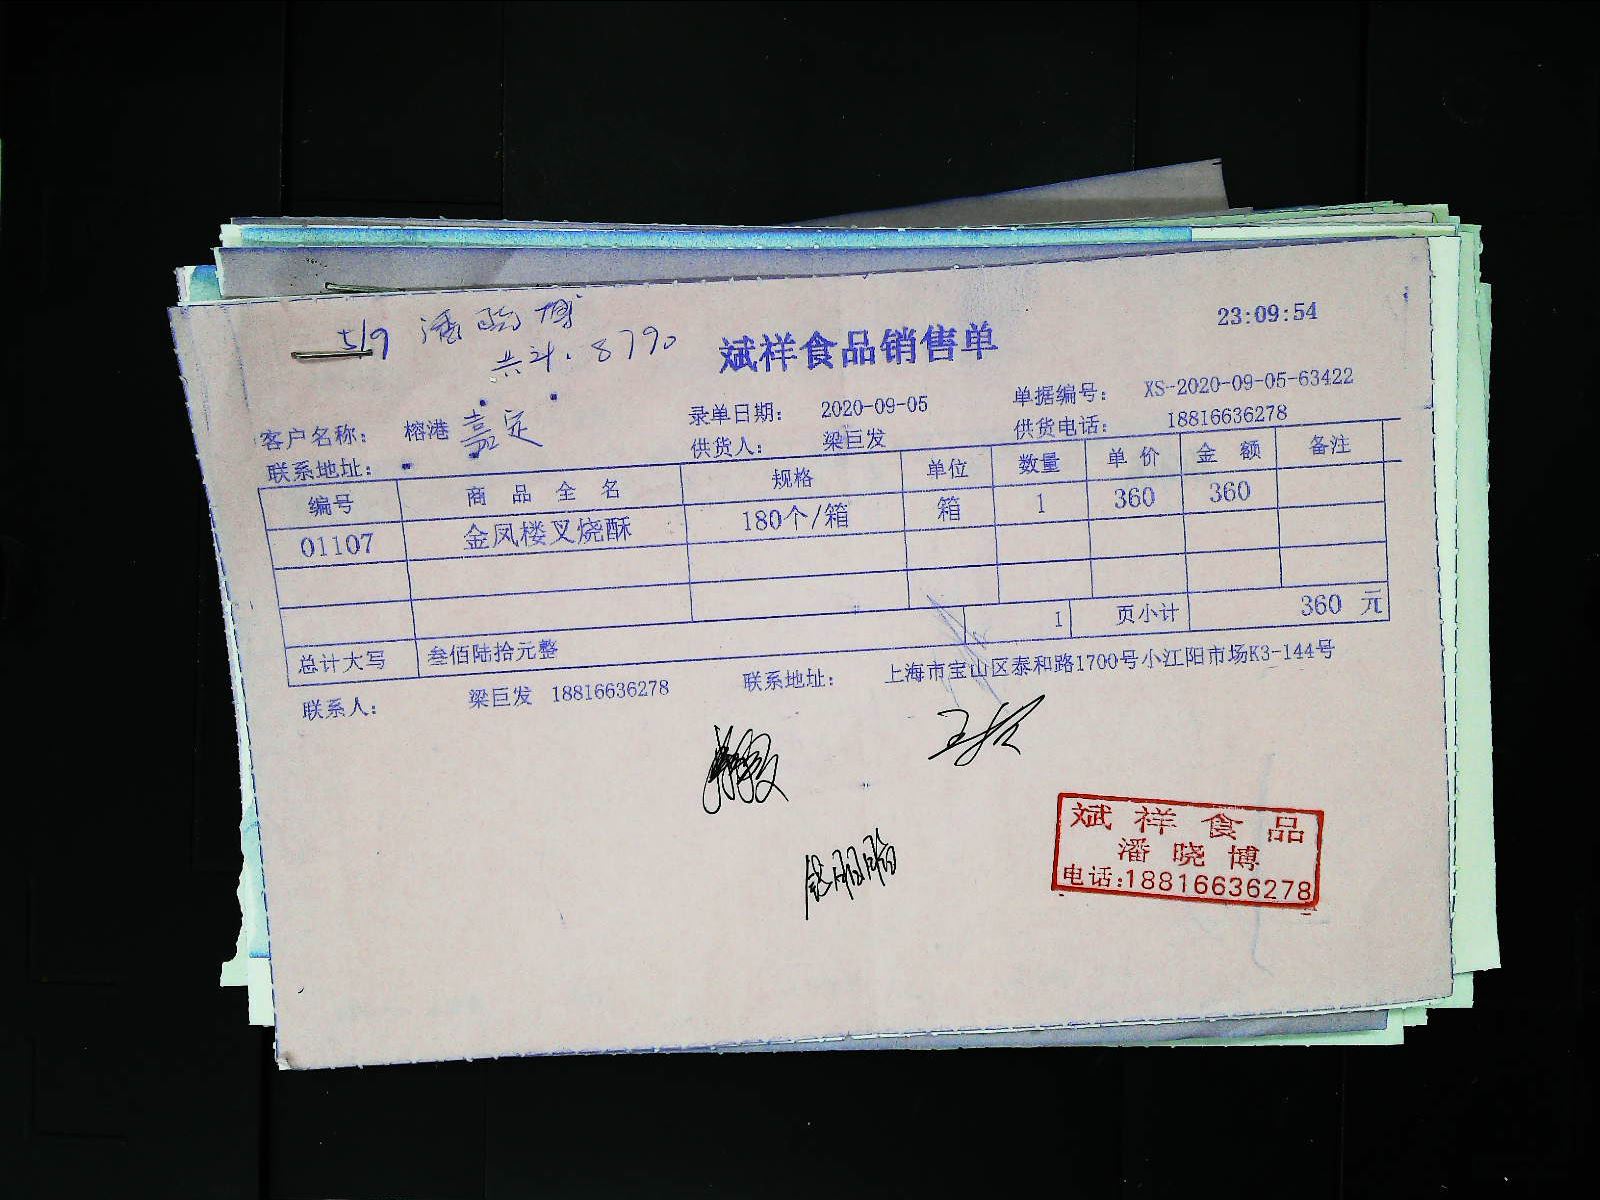 23:09:54
5/9 潘晓博
共计: 8790
斌祥食品销售单
客户名称: 榕港 嘉定 录单日期: 2020-09-05 单据编号: XS-2020-09-05-63422
联系地址: 供货人: 梁巨发 供货电话: 18816636278
编号 商品全名 规格 单位 数量 单价 金额 备注
01107 金凤楼叉烧酥 180个/箱 箱 1 360 360
1 页小计 360 元
总计大写 叁佰陆拾元整
联系人: 梁巨发 18816636278 联系地址: 上海市宝山区泰和路1700号小江阳市场K3-144号
斌祥食品
潘晓博
电话:18816636278